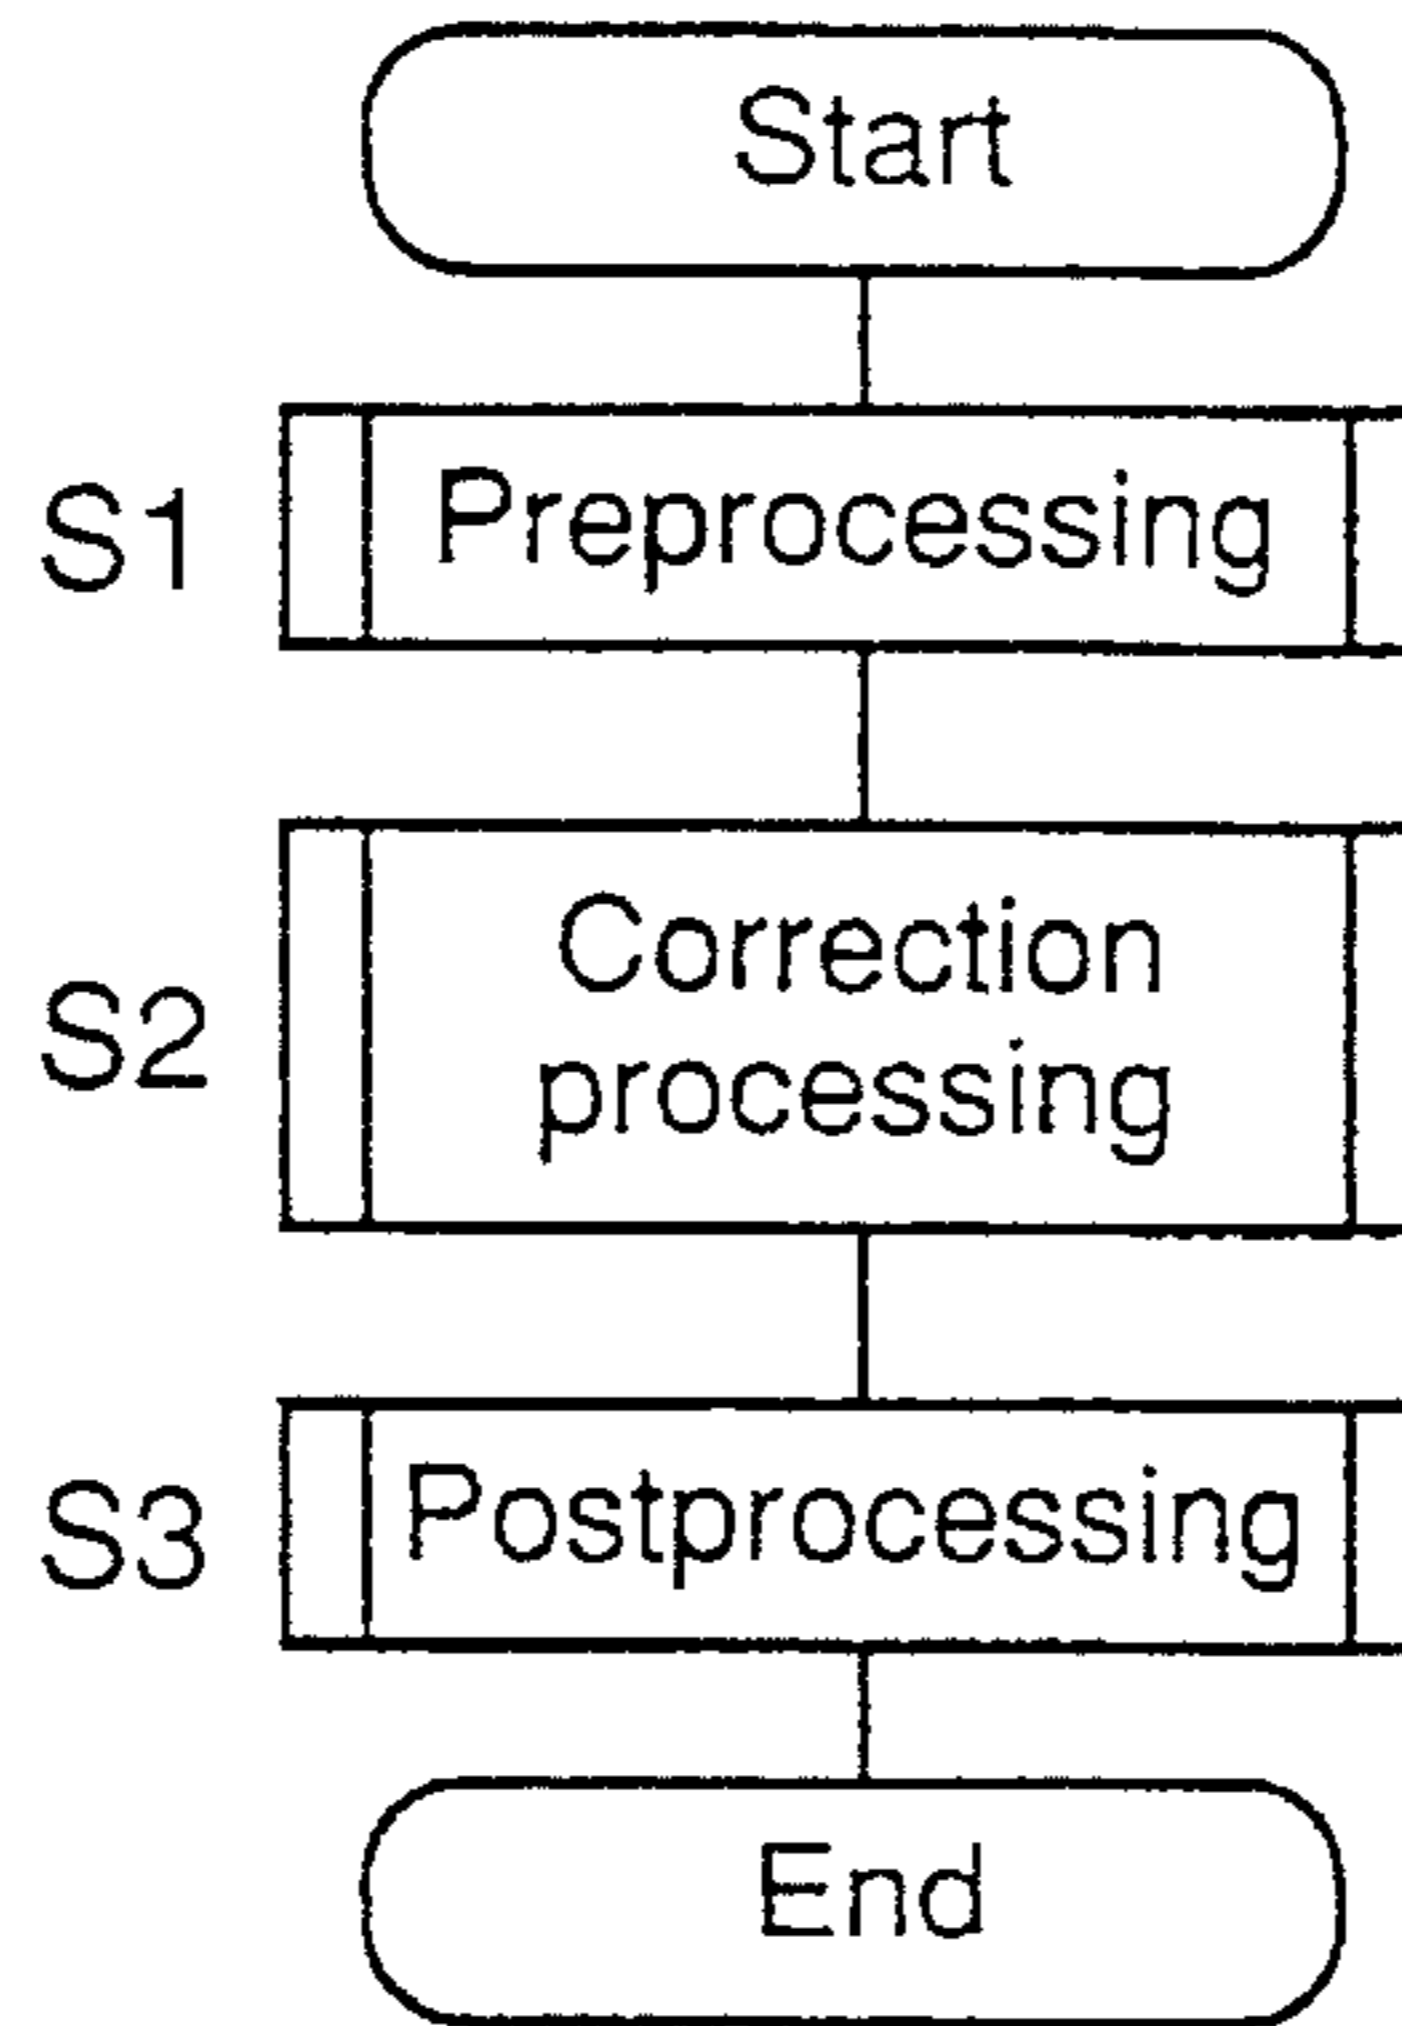 Start
S1 Preprocessing
S2 Correction
processing
S3 Postprocessing
End